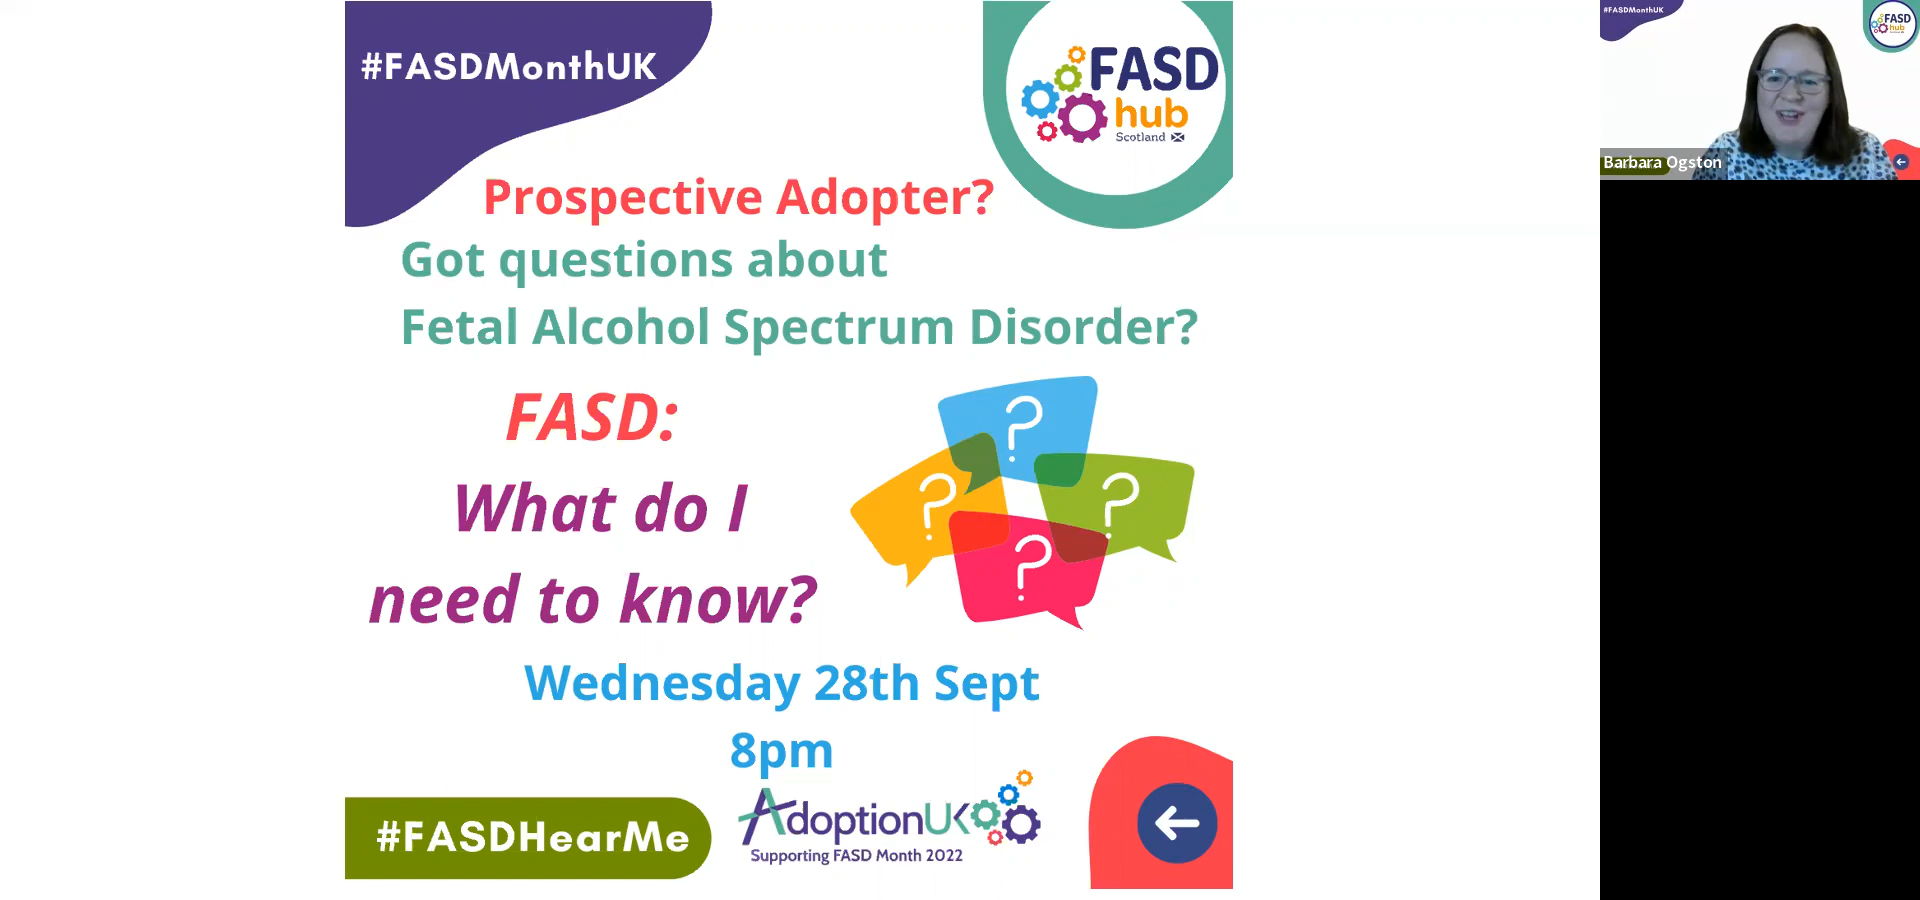 #FASDMonthUK
FASD
hub
Scotland
Prospective Adopter?
Got questions about
Fetal Alcohol Spectrum Disorder?
FASD:
What do I
need to know?
? ? ? ?
Wednesday 28th Sept
8pm
#FASDHearMe
AdoptionUK
Supporting FASD Month 2022
#FASDMonthUK
FASD
hub
Barbara Ogston